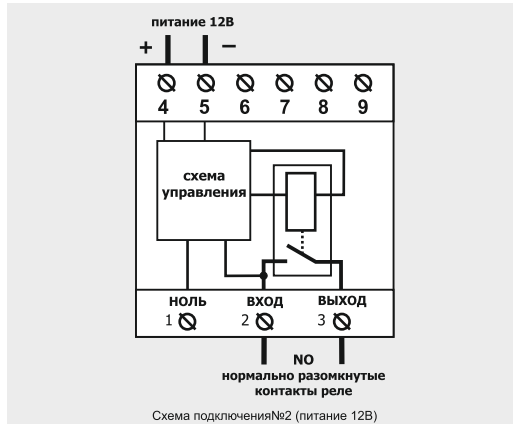 питание 12В
+ −
4 5 6 7 8 9
схема
управления
НОЛЬ ВХОД ВЫХОД
1 2 3
NO
нормально разомкнутые
контакты реле
Схема подключения№2 (питание 12В)